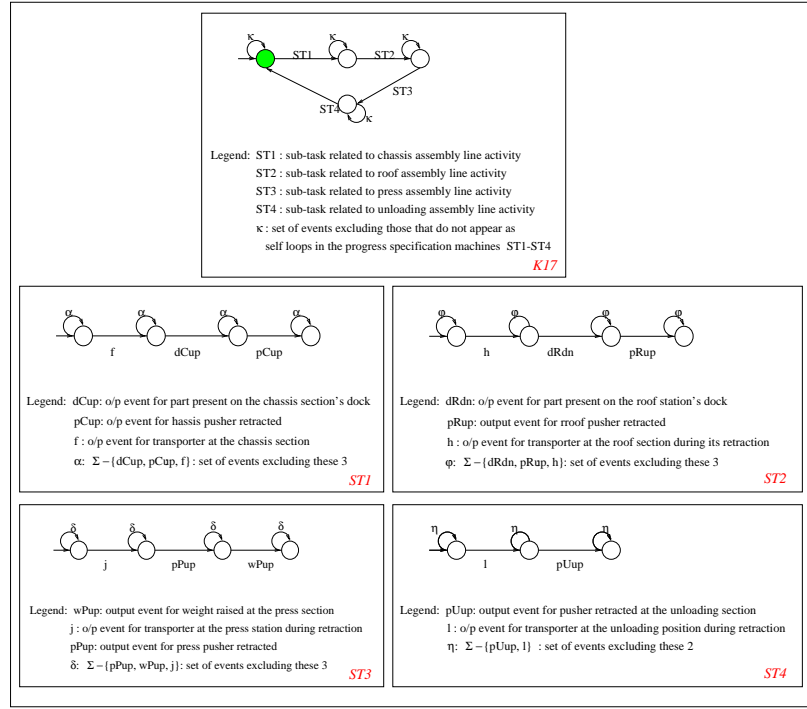 κ κ κ
ST1 ST2
ST3
ST4
κ
Legend: ST1 : sub-task related to chassis assembly line activity
ST2 : sub-task related to roof assembly line activity
ST3 : sub-task related to press assembly line activity
ST4 : sub-task related to unloading assembly line activity
κ : set of events excluding those that do not appear as
self loops in the progress specification machines ST1-ST4
K17
α α α α
f dCup pCup
Legend: dCup: o/p event for part present on the chassis section's dock
pCup: o/p event for hassis pusher retracted
f : o/p event for transporter at the chassis section
α: Σ −{dCup, pCup, f}: set of events excluding these 3
ST1
φ φ φ φ
h dRdn pRup
Legend: dRdn: o/p event for part present on the roof station's dock
pRup: output event for rroof pusher retracted
h : o/p event for transporter at the roof section during its retraction
φ: Σ −{dRdn, pRup, h}: set of events excluding these 3
ST2
δ δ δ δ
j pPup wPup
Legend: wPup: output event for weight raised at the press section
j : o/p event for transporter at the press station during retraction
pPup: output event for press pusher retracted
δ: Σ −{pPup, wPup, j}: set of events excluding these 3
ST3
η η η
l pUup
Legend: pUup: output event for pusher retracted at the unloading section
l : o/p event for transporter at the unloading position during retraction
η: Σ −{pUup, l} : set of events excluding these 2
ST4